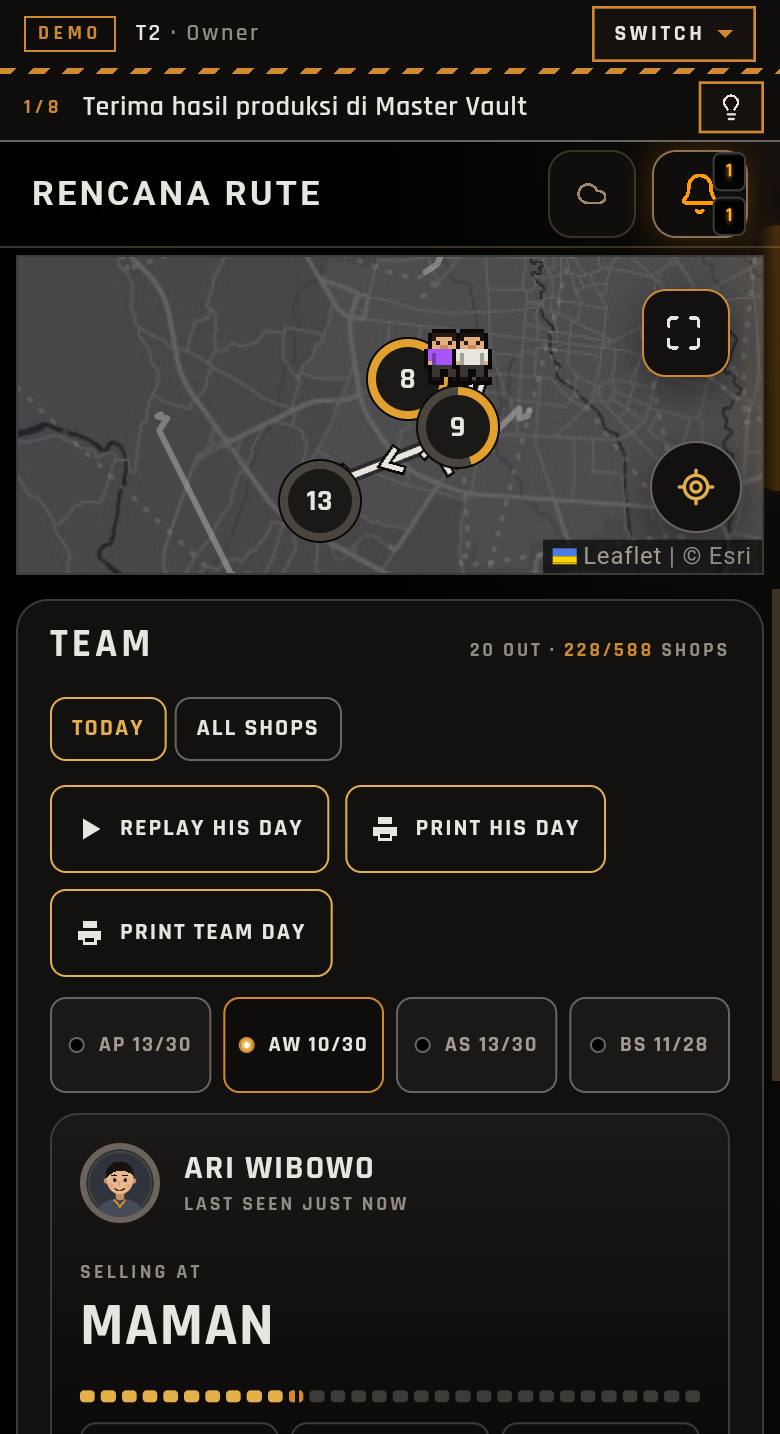 DEMO T2 · Owner SWITCH
1/8 Terima hasil produksi di Master Vault
RENCANA RUTE 1
1
8
9
13
Leaflet | © Esri
TEAM 20 OUT · 228/588 SHOPS
TODAY ALL SHOPS
REPLAY HIS DAY PRINT HIS DAY
PRINT TEAM DAY
AP 13/30 AW 10/30 AS 13/30 BS 11/28
ARI WIBOWO
LAST SEEN JUST NOW
SELLING AT
MAMAN